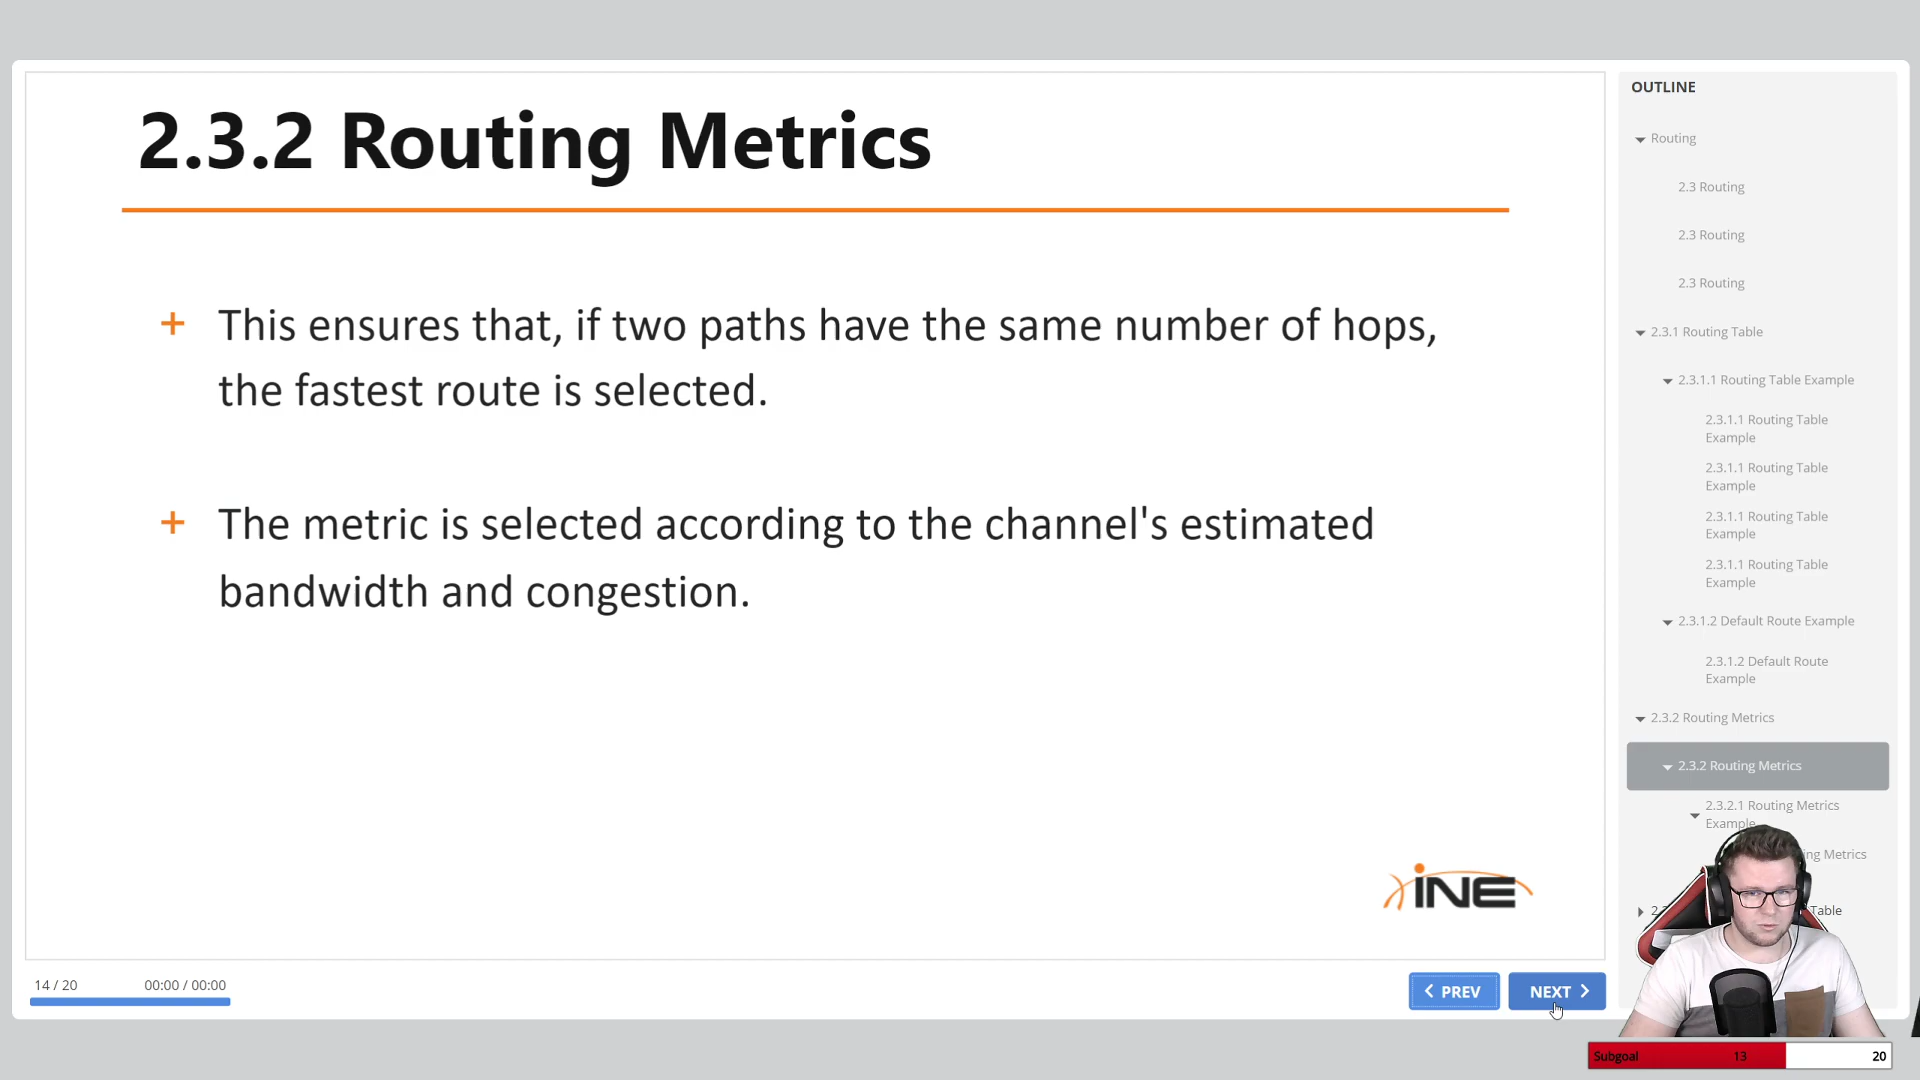 2.3.2 Routing Metrics
+ This ensures that, if two paths have the same number of hops,
the fastest route is selected.
+ The metric is selected according to the channel's estimated
bandwidth and congestion.
iNE
14 / 20
00:00 / 00:00
PREV
NEXT
OUTLINE
Routing
2.3 Routing
2.3 Routing
2.3 Routing
2.3.1 Routing Table
2.3.1.1 Routing Table Example
2.3.1.1 Routing Table
Example
2.3.1.1 Routing Table
Example
2.3.1.1 Routing Table
Example
2.3.1.1 Routing Table
Example
2.3.1.2 Default Route Example
2.3.1.2 Default Route
Example
2.3.2 Routing Metrics
2.3.2 Routing Metrics
2.3.2.1 Routing Metrics
Example
Metrics
Table
Subgoal 13 20